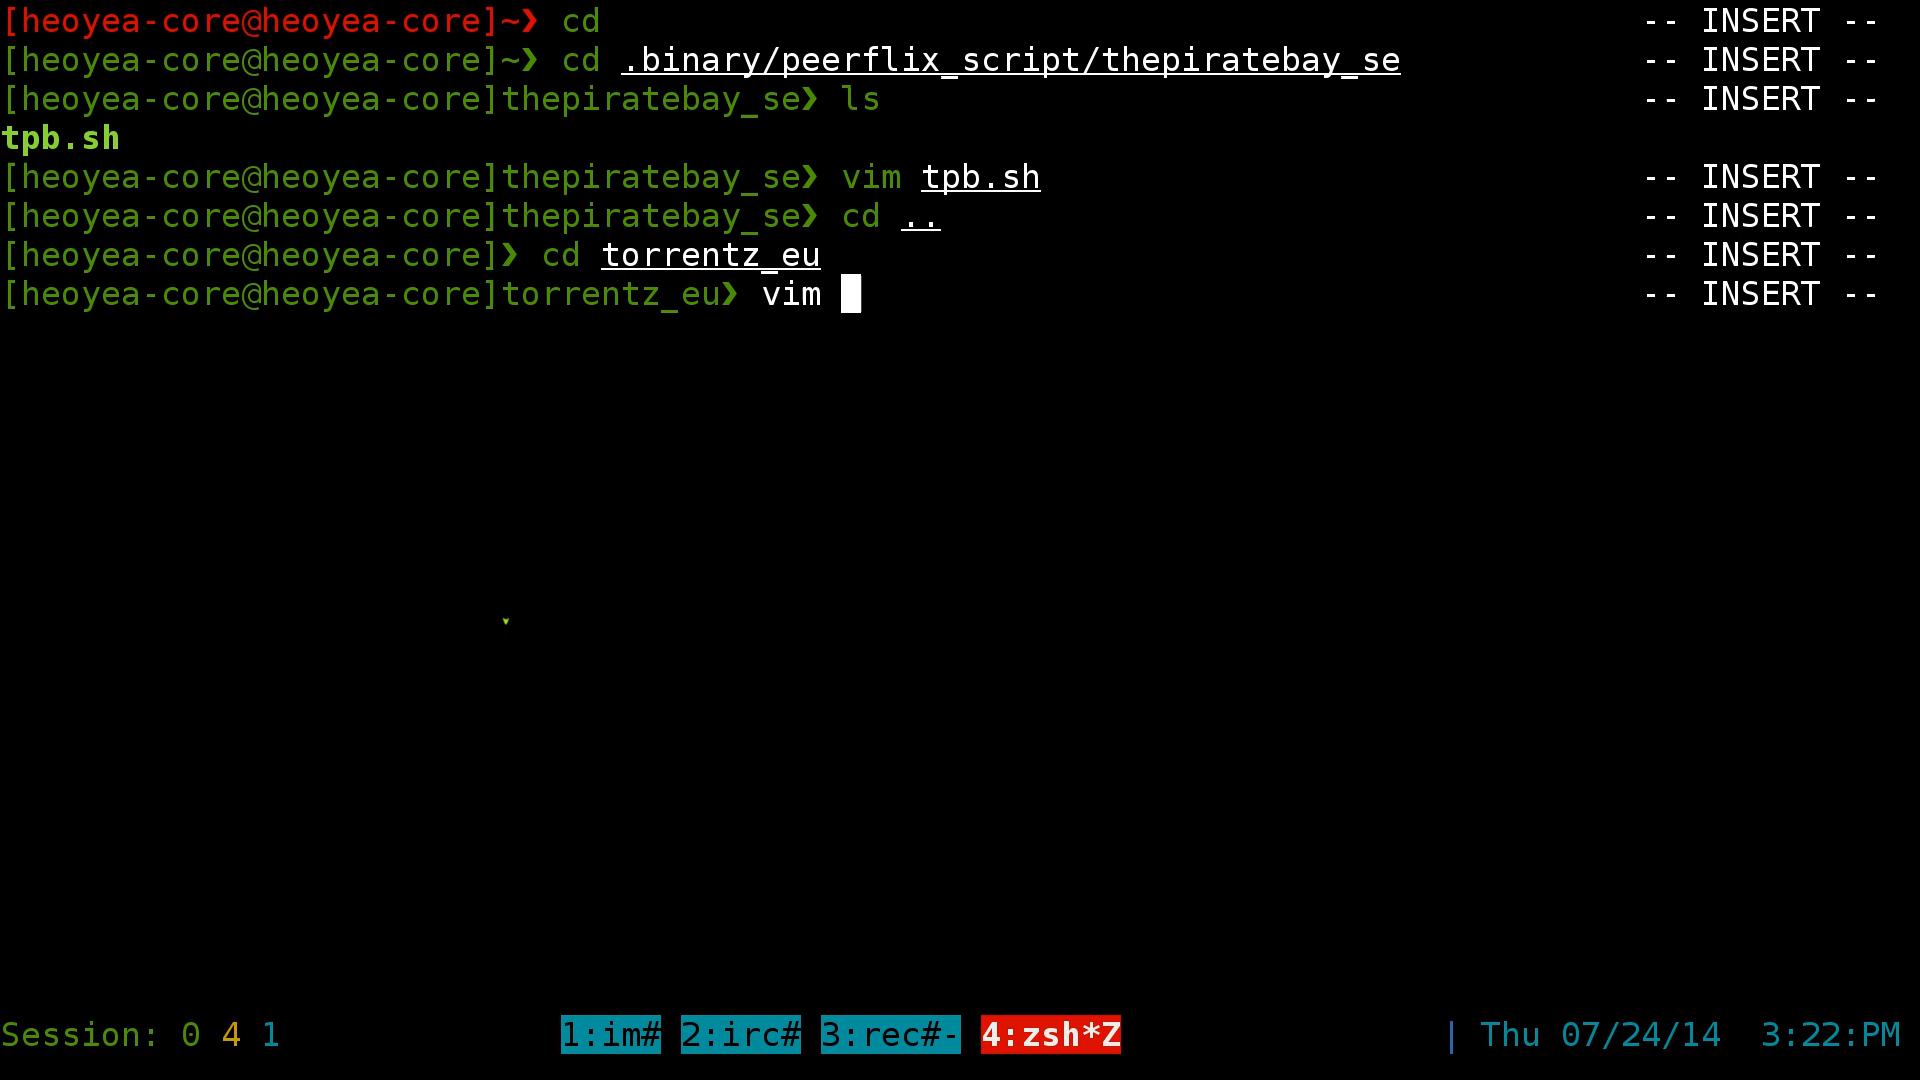 [heoyea-core@heoyea-core]~❯ cd -- INSERT --
[heoyea-core@heoyea-core]~❯ cd .binary/peerflix_script/thepiratebay_se -- INSERT --
[heoyea-core@heoyea-core]thepiratebay_se❯ ls -- INSERT --
tpb.sh
[heoyea-core@heoyea-core]thepiratebay_se❯ vim tpb.sh -- INSERT --
[heoyea-core@heoyea-core]thepiratebay_se❯ cd .. -- INSERT --
[heoyea-core@heoyea-core]❯ cd torrentz_eu -- INSERT --
[heoyea-core@heoyea-core]torrentz_eu❯ vim -- INSERT --
Session: 0 4 1 1:im# 2:irc# 3:rec#- 4:zsh*Z | Thu 07/24/14 3:22:PM